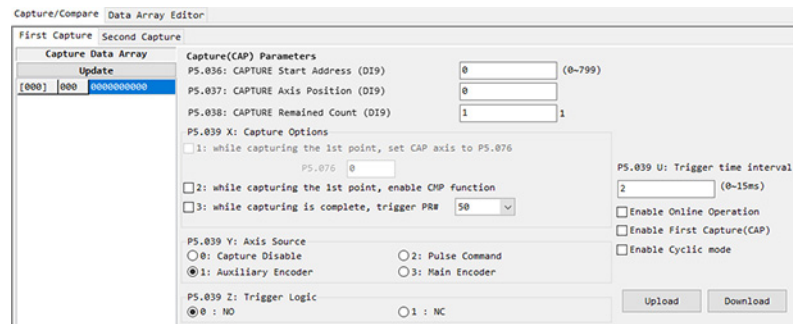 Capture/Compare Data Array Editor
First Capture Second Capture
Capture Data Array
Update
[000] 000 0000000000
Capture(CAP) Parameters
P5.036: CAPTURE Start Address (DI9) 0 (0~799)
P5.037: CAPTURE Axis Position (DI9) 0
P5.038: CAPTURE Remained Count (DI9) 1 1
P5.039 X: Capture Options
1: while capturing the 1st point, set CAP axis to P5.076
P5.076 0
2: while capturing the 1st point, enable CMP function
3: while capturing is complete, trigger PR# 50
P5.039 Y: Axis Source
0: Capture Disable 2: Pulse Command
1: Auxiliary Encoder 3: Main Encoder
P5.039 Z: Trigger Logic
0 : NO 1 : NC
P5.039 U: Trigger time interval
2 (0~15ms)
Enable Online Operation
Enable First Capture(CAP)
Enable Cyclic mode
Upload Download